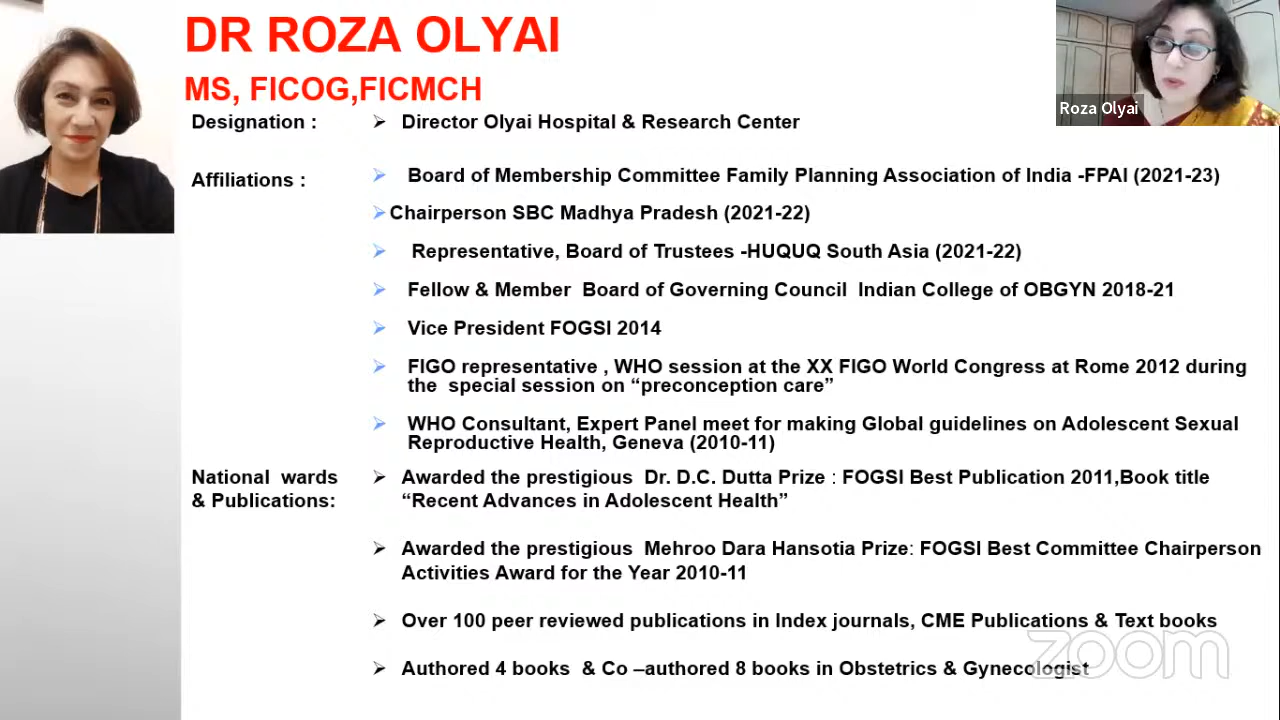 DR ROZA OLYAI
MS, FICOG,FICMCH
Roza Olyai
Designation : ➢ Director Olyai Hospital & Research Center
Affiliations : ➢ Board of Membership Committee Family Planning Association of India -FPAI (2021-23)
➢ Chairperson SBC Madhya Pradesh (2021-22)
➢ Representative, Board of Trustees -HUQUQ South Asia (2021-22)
➢ Fellow & Member Board of Governing Council Indian College of OBGYN 2018-21
➢ Vice President FOGSI 2014
➢ FIGO representative , WHO session at the XX FIGO World Congress at Rome 2012 during
the special session on “preconception care”
➢ WHO Consultant, Expert Panel meet for making Global guidelines on Adolescent Sexual
Reproductive Health, Geneva (2010-11)
National wards ➢ Awarded the prestigious Dr. D.C. Dutta Prize : FOGSI Best Publication 2011,Book title
& Publications: “Recent Advances in Adolescent Health”
➢ Awarded the prestigious Mehroo Dara Hansotia Prize: FOGSI Best Committee Chairperson
Activities Award for the Year 2010-11
➢ Over 100 peer reviewed publications in Index journals, CME Publications & Text books
➢ Authored 4 books & Co –authored 8 books in Obstetrics & Gynecologist
zoom